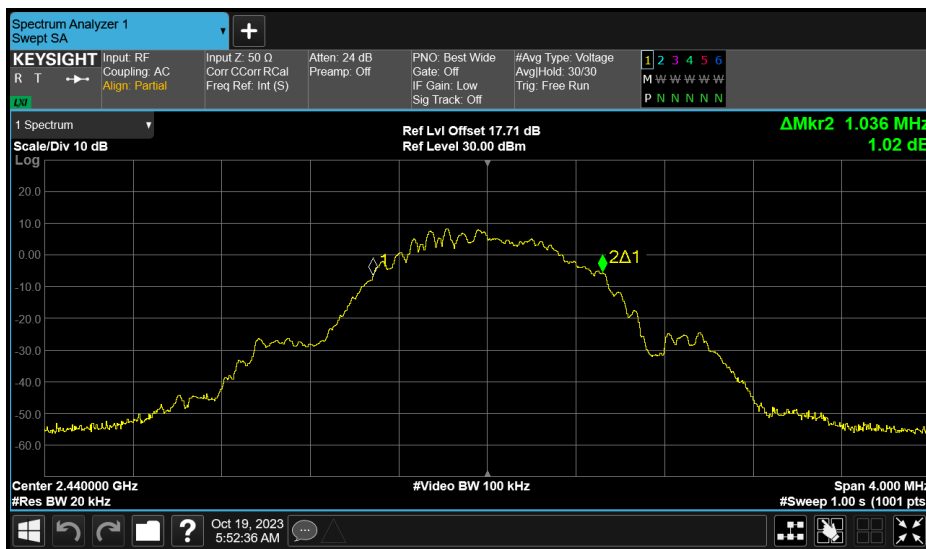 Spectrum Analyzer 1
Swept SA
KEYSIGHT
R T
LXI
Input: RF
Coupling: AC
Align: Partial
Input Z: 50 Ω
Corr CCorr RCal
Freq Ref: Int (S)
Atten: 24 dB
Preamp: Off
PNO: Best Wide
Gate: Off
IF Gain: Low
Sig Track: Off
#Avg Type: Voltage
Avg|Hold: 30/30
Trig: Free Run
1 2 3 4 5 6
M W W W W W
P N N N N N
1 Spectrum
Scale/Div 10 dB
Log
Ref Lvl Offset 17.71 dB
Ref Level 30.00 dBm
ΔMkr2 1.036 MHz
1.02 dB
20.0
10.0
0.00
-10.0
-20.0
-30.0
-40.0
-50.0
-60.0
1
2Δ1
Center 2.440000 GHz
#Res BW 20 kHz
#Video BW 100 kHz
Span 4.000 MHz
#Sweep 1.00 s (1001 pts)
?
Oct 19, 2023
5:52:36 AM